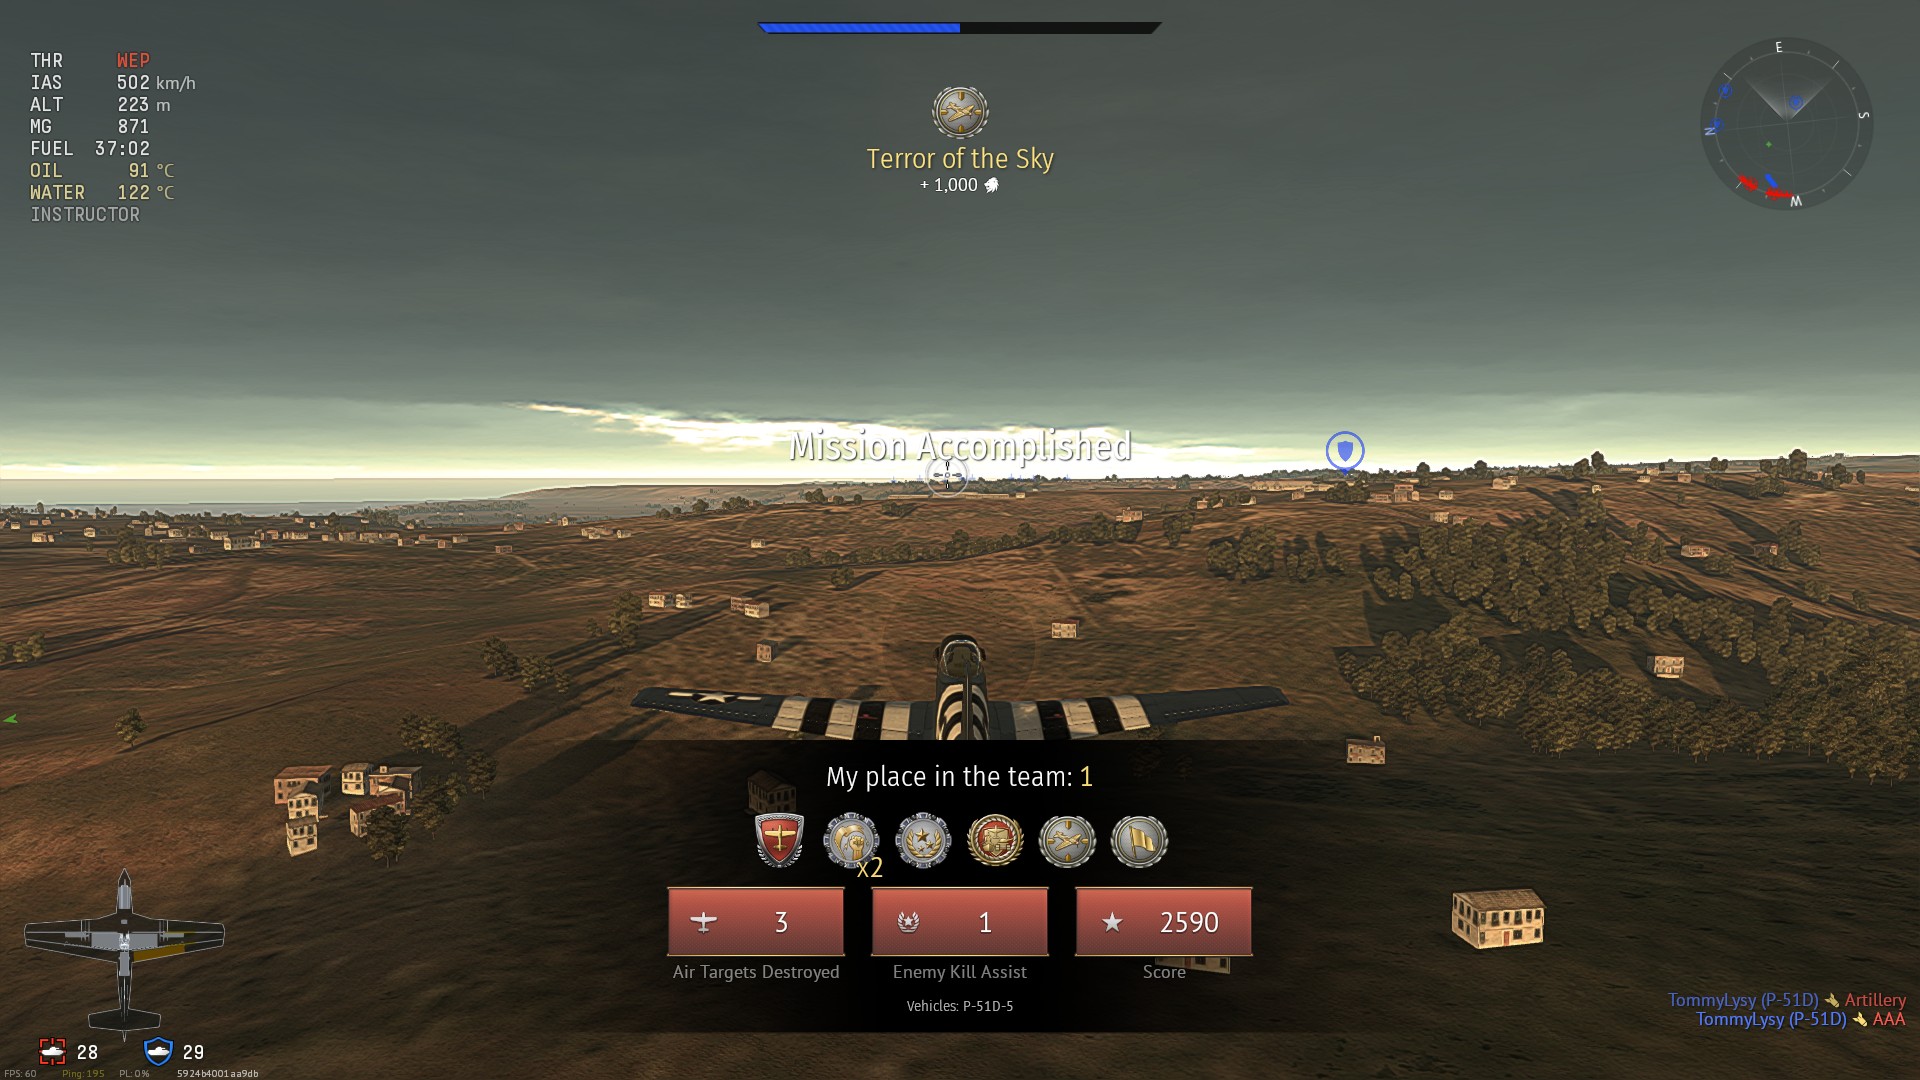 THR WEP
IAS 502 km/h
ALT 223 m
MG 871
FUEL 37:02
OIL 91 °C
WATER 122 °C
INSTRUCTOR
Terror of the Sky
+ 1,000
E
S
N
W
Mission Accomplished
My place in the team: 1
x2
3
1
2590
Air Targets Destroyed
Enemy Kill Assist
Score
Vehicles: P-51D-5
TommyLysy (P-51D) Artillery
TommyLysy (P-51D) AAA
28
29
FPS: 60 Ping: 195 PL: 0% 5924b4001aa9db